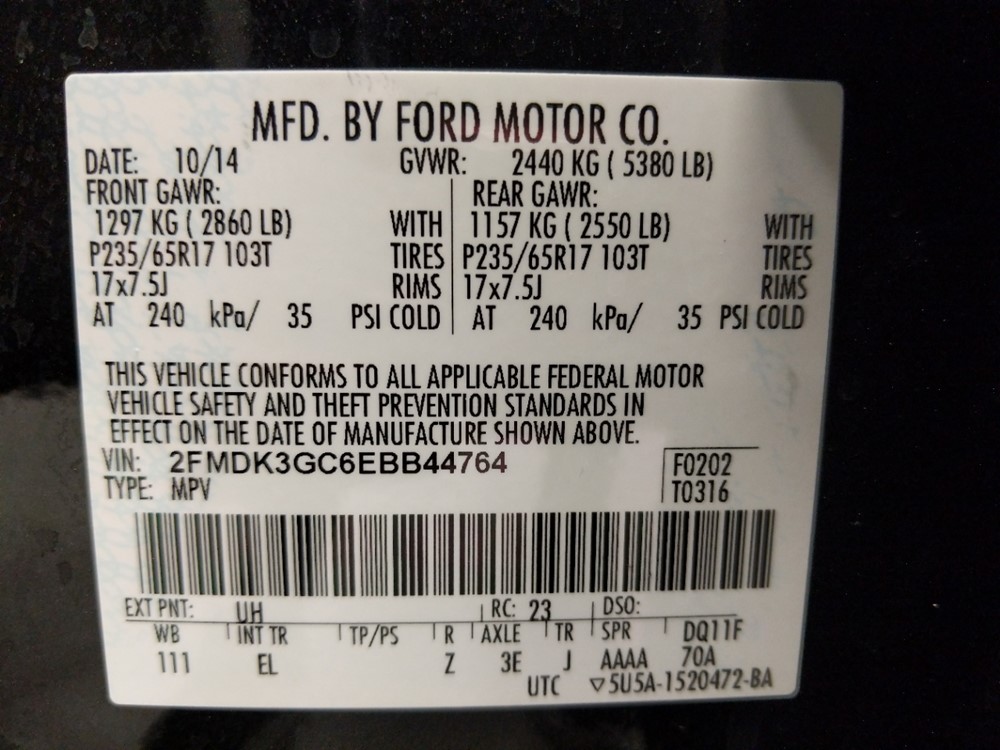 MFD. BY FORD MOTOR CO.
DATE: 10/14 GVWR: 2440 KG ( 5380 LB)
FRONT GAWR: REAR GAWR:
1297 KG ( 2860 LB) WITH 1157 KG ( 2550 LB) WITH
P235/65R17 103T TIRES P235/65R17 103T TIRES
17x7.5J RIMS 17x7.5J RIMS
AT 240 kPa/ 35 PSI COLD AT 240 kPa/ 35 PSI COLD
THIS VEHICLE CONFORMS TO ALL APPLICABLE FEDERAL MOTOR
VEHICLE SAFETY AND THEFT PREVENTION STANDARDS IN
EFFECT ON THE DATE OF MANUFACTURE SHOWN ABOVE.
VIN: 2FMDK3GC6EBB44764 F0202
TYPE: MPV T0316
EXT PNT: UH RC: 23 DSO:
WB INT TR TP/PS R AXLE TR SPR DQ11F
111 EL Z 3E J AAAA 70A
UTC ▽5U5A-1520472-BA